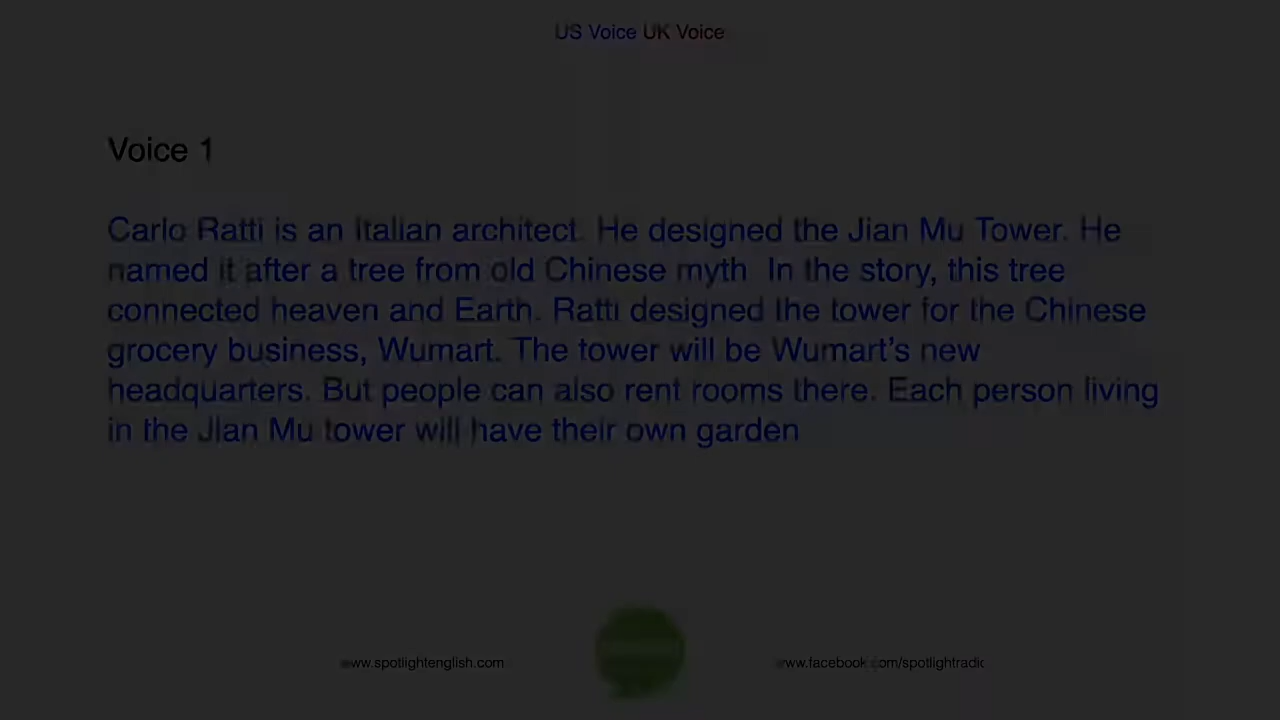 US Voice UK Voice
Voice 1
Carlo Ratti is an Italian architect. He designed the Jian Mu Tower. He
named it after a tree from old Chinese myth. In the story, this tree
connected heaven and Earth. Ratti designed the tower for the Chinese
grocery business, Wumart. The tower will be Wumart's new
headquarters. But people can also rent rooms there. Each person living
in the Jian Mu tower will have their own garden
www.spotlightenglish.com
www.facebook.com/spotlightradio